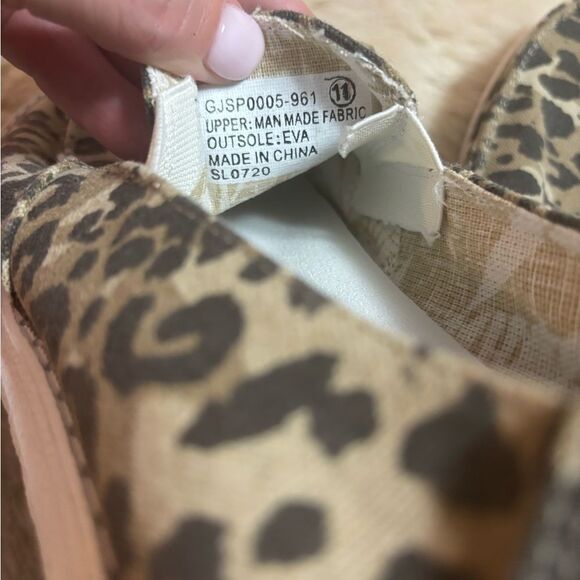 GJSP0005-961 11
UPPER: MAN MADE FABRIC
OUTSOLE: EVA
MADE IN CHINA
SL0720